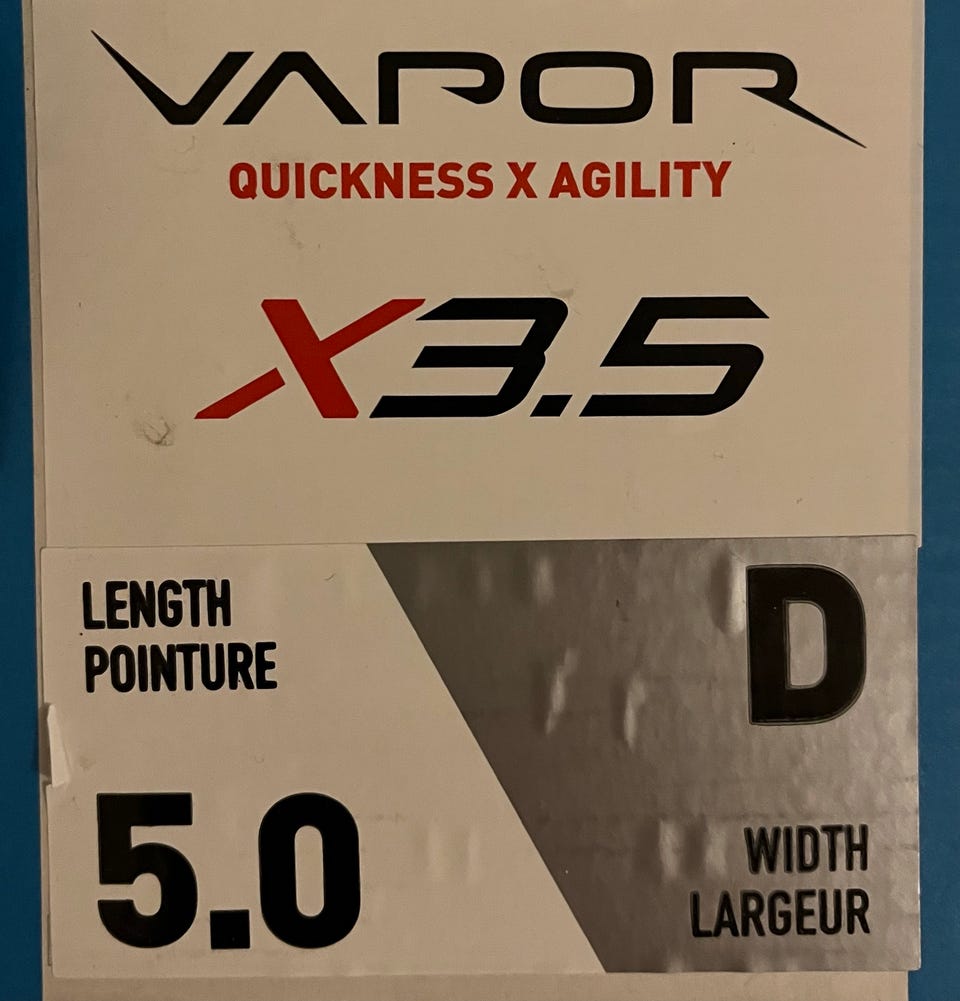 VAPOR
QUICKNESS X AGILITY
X3.5
LENGTH
POINTURE
5.0
D
WIDTH
LARGEUR